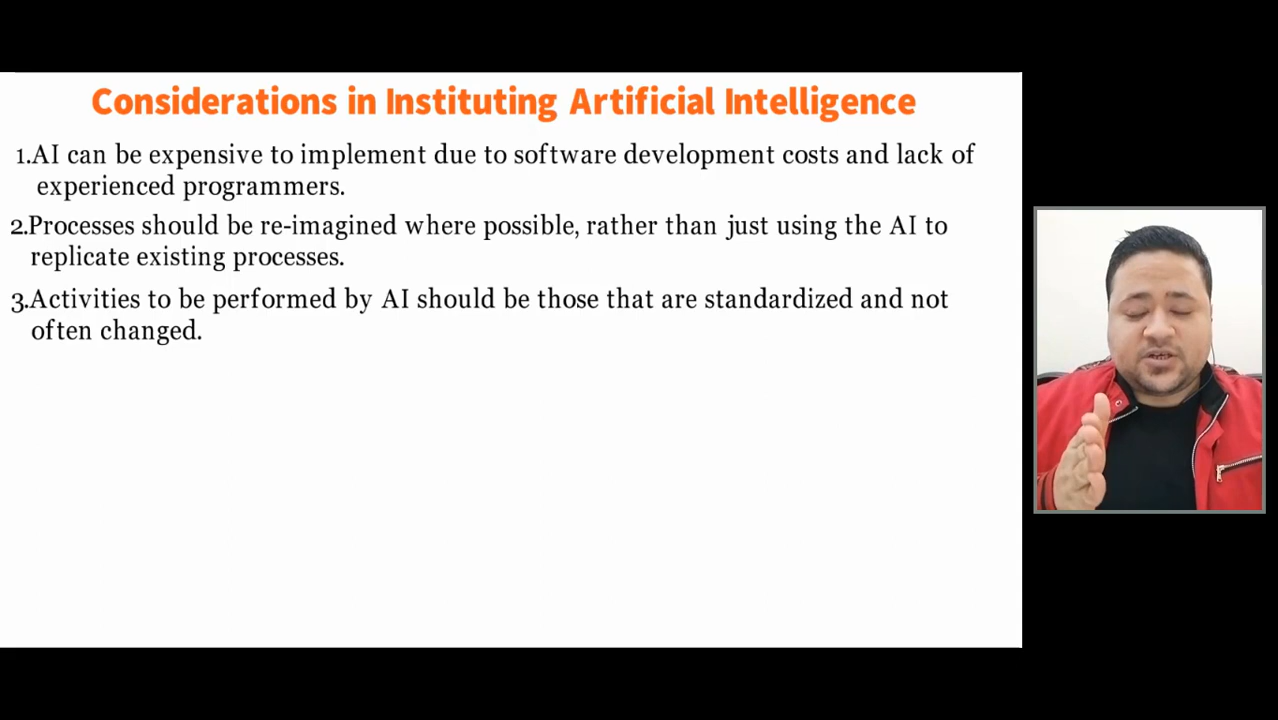 Considerations in Instituting Artificial Intelligence
1.AI can be expensive to implement due to software development costs and lack of
experienced programmers.
2.Processes should be re-imagined where possible, rather than just using the AI to
replicate existing processes.
3.Activities to be performed by AI should be those that are standardized and not
often changed.